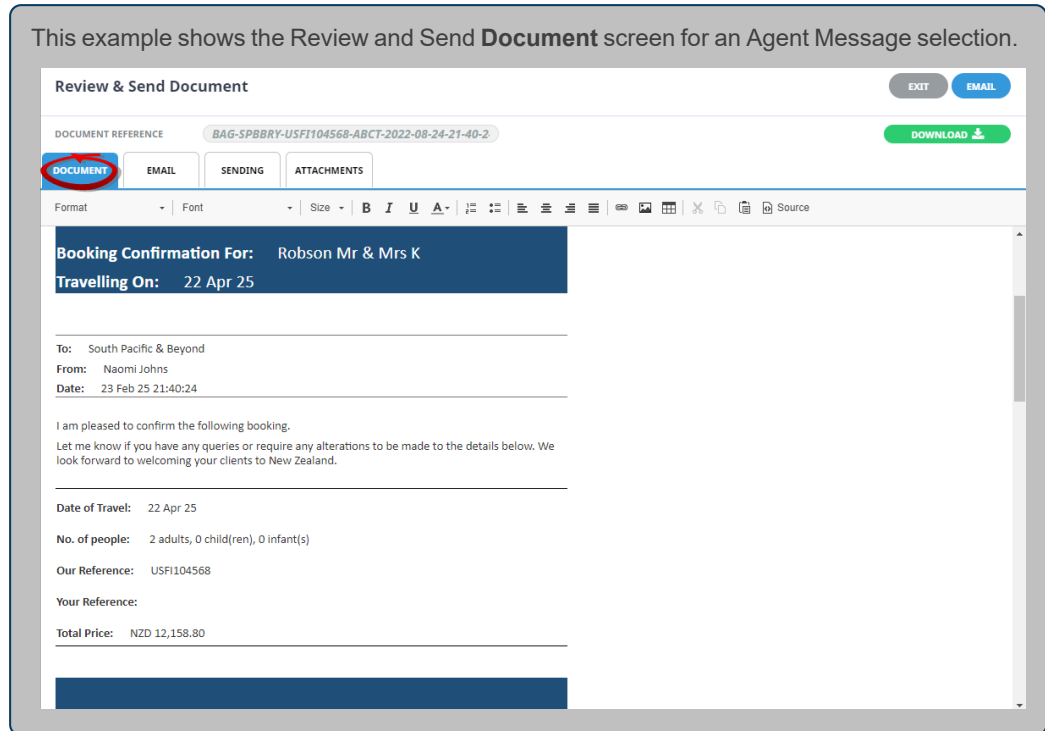 This example shows the Review and Send Document screen for an Agent Message selection.
Review & Send Document
EXIT
EMAIL
DOCUMENT REFERENCE
BAG-SPBBRY-USFI104568-ABCT-2022-08-24-21-40-2
DOWNLOAD
DOCUMENT
EMAIL
SENDING
ATTACHMENTS
Format
Font
Size
B I U A
Source
Booking Confirmation For: Robson Mr & Mrs K
Travelling On: 22 Apr 25
To: South Pacific & Beyond
From: Naomi Johns
Date: 23 Feb 25 21:40:24
I am pleased to confirm the following booking.
Let me know if you have any queries or require any alterations to be made to the details below. We
look forward to welcoming your clients to New Zealand.
Date of Travel: 22 Apr 25
No. of people: 2 adults, 0 child(ren), 0 infant(s)
Our Reference: USFI104568
Your Reference:
Total Price: NZD 12,158.80